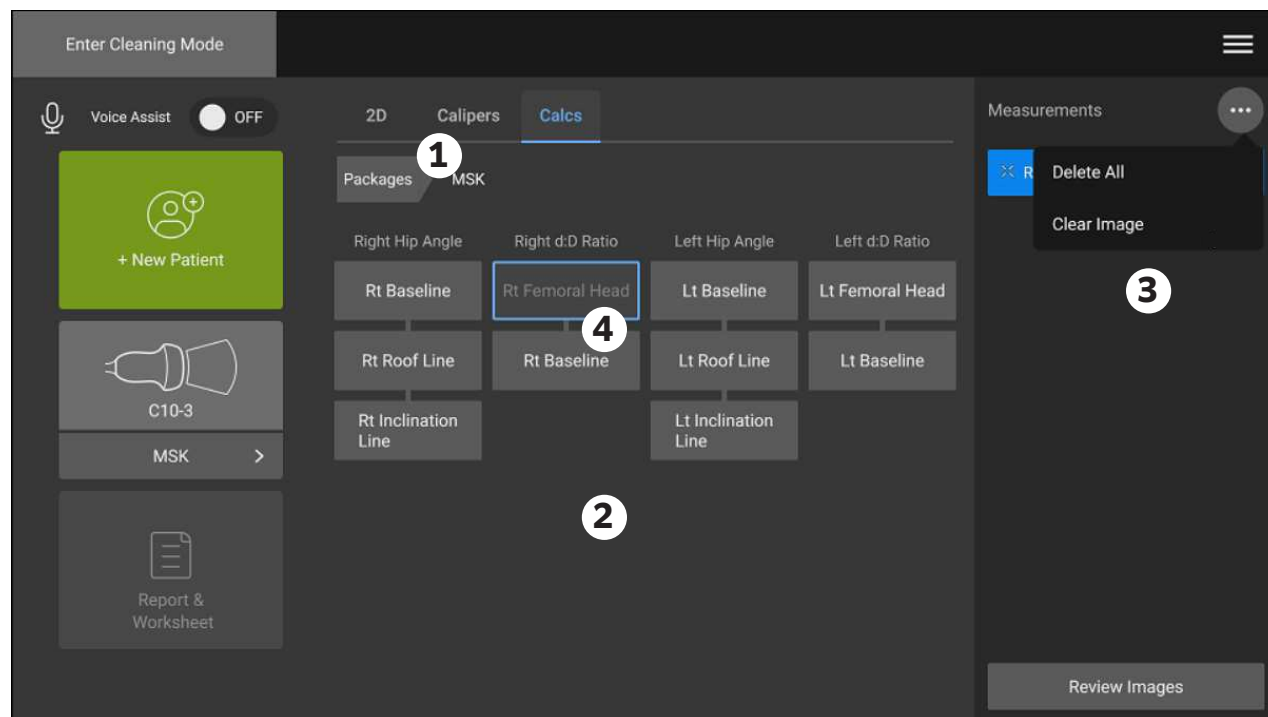 Enter Cleaning Mode
Voice Assist
OFF
+ New Patient
C10-3
MSK
Report &
Worksheet
2D
Calipers
Calcs
1
Packages
MSK
Right Hip Angle
Right d:D Ratio
Left Hip Angle
Left d:D Ratio
Rt Baseline
Rt Femoral Head
Lt Baseline
Lt Femoral Head
4
Rt Roof Line
Rt Baseline
Lt Roof Line
Lt Baseline
Rt Inclination
Line
Lt Inclination
Line
2
Measurements
R
Delete All
Clear Image
3
Review Images